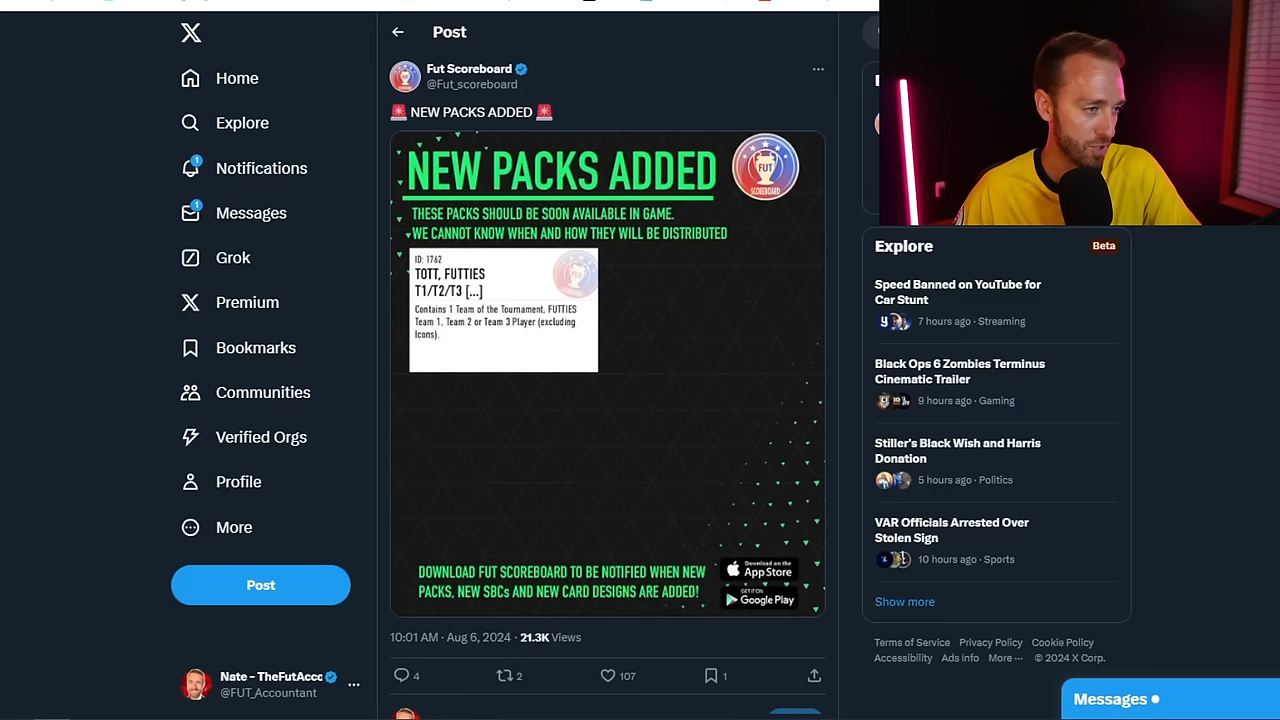 Home
Explore
Notifications
1
Messages
1
Grok
Premium
Bookmarks
Communities
Verified Orgs
Profile
More
Post
Nate - TheFutAcc
@FUT_Accountant
Post
Fut Scoreboard
@Fut_scoreboard
🚨 NEW PACKS ADDED 🚨
NEW PACKS ADDED
FUT
SCOREBOARD
THESE PACKS SHOULD BE SOON AVAILABLE IN GAME.
WE CANNOT KNOW WHEN AND HOW THEY WILL BE DISTRIBUTED
ID: 1762
TOTT, FUTTIES
T1/T2/T3 [...]
Contains 1 Team of the Tournament, FUTTIES
Team 1, Team 2 or Team 3 Player (excluding
Icons).
DOWNLOAD FUT SCOREBOARD TO BE NOTIFIED WHEN NEW
PACKS, NEW SBCs AND NEW CARD DESIGNS ARE ADDED!
Download on the
App Store
GET IT ON
Google Play
10:01 AM · Aug 6, 2024 · 21.3K Views
4
2
107
1
Explore
Beta
Speed Banned on YouTube for
Car Stunt
7 hours ago · Streaming
Black Ops 6 Zombies Terminus
Cinematic Trailer
9 hours ago · Gaming
Stiller's Black Wish and Harris
Donation
5 hours ago · Politics
VAR Officials Arrested Over
Stolen Sign
10 hours ago · Sports
Show more
Terms of Service Privacy Policy Cookie Policy
Accessibility Ads info More ··· © 2024 X Corp.
Messages